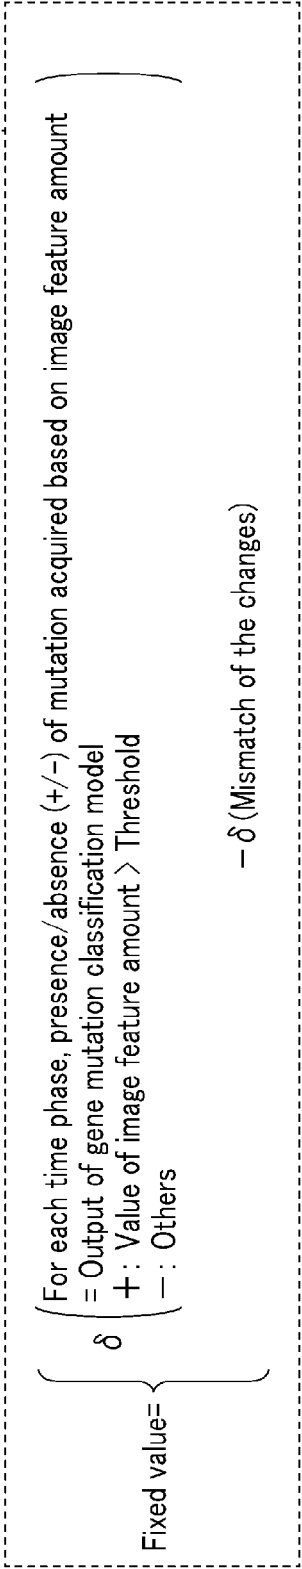 Fixed value=
δ
For each time phase, presence/absence (+/-) of mutation acquired based on image feature amount
= Output of gene mutation classification model
+ : Value of image feature amount > Threshold
- : Others
- δ (Mismatch of the changes)